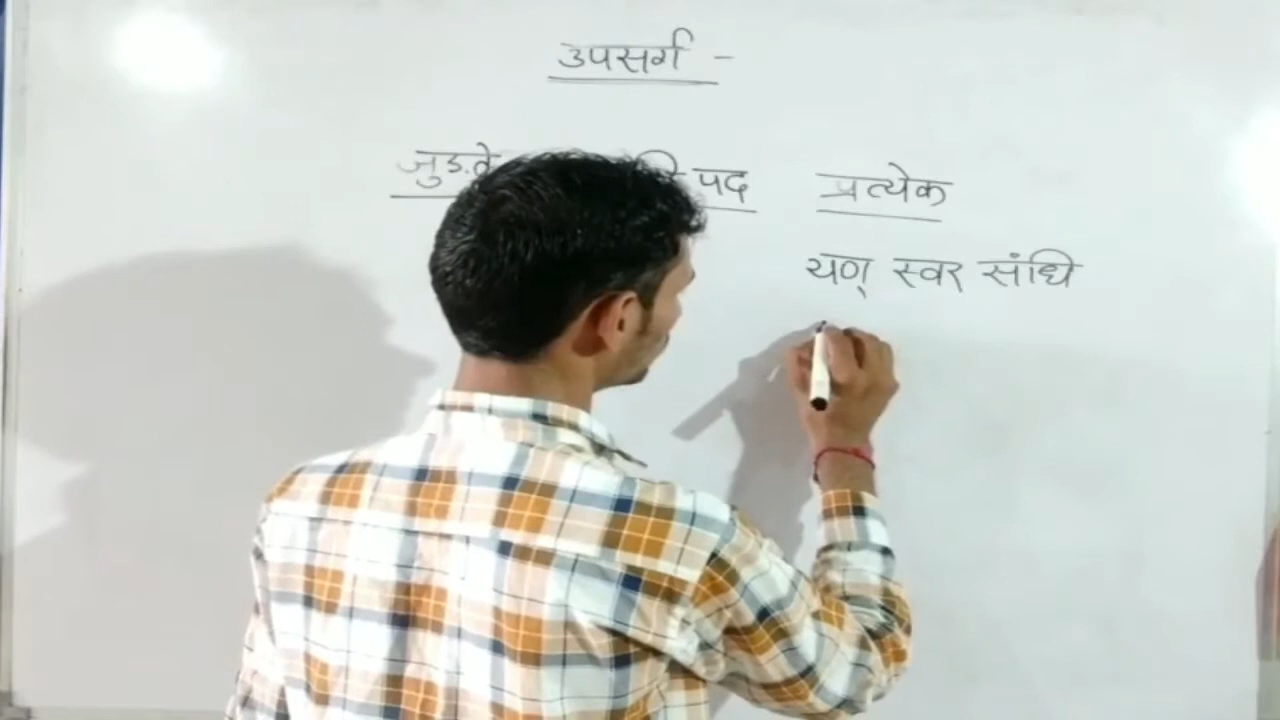 उपसर्ग -
पद प्रत्येक
यण् स्वर संधि